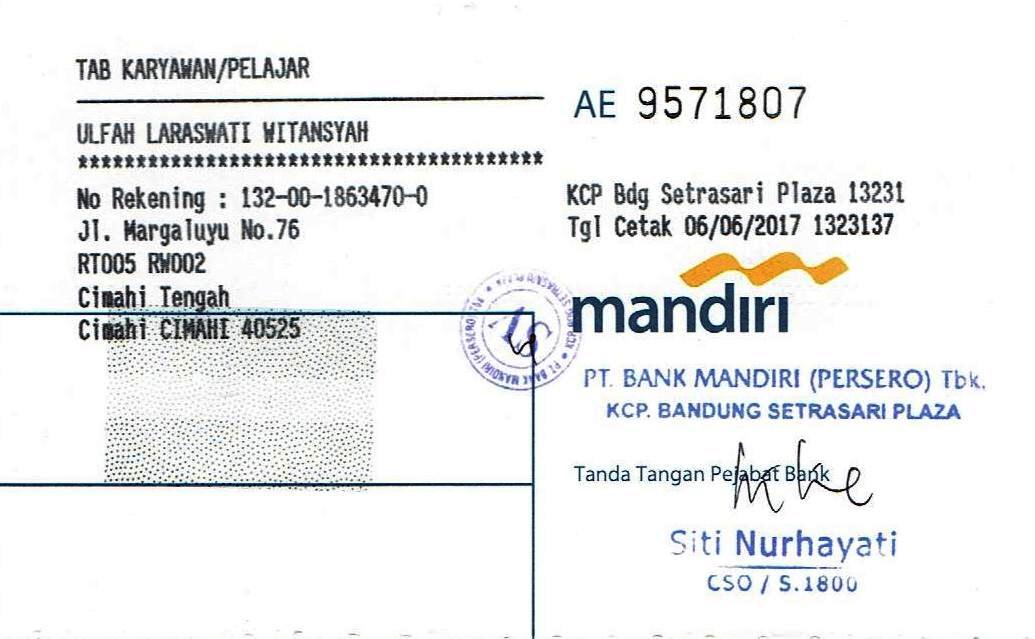 TAB KARYAWAN/PELAJAR
ULFAH LARASWATI WITANSYAH
****************************************
No Rekening : 132-00-1863470-0
Jl. Margaluyu No.76
RT005 RW002
Cimahi Tengah
Cimahi CIMAHI 40525
AE 9571807
KCP Bdg Setrasari Plaza 13231
Tgl Cetak 06/06/2017 1323137
mandiri
PT. BANK MANDIRI (PERSERO) Tbk.
KCP. BANDUNG SETRASARI PLAZA
Tanda Tangan Pejabat Bank
Siti Nurhayati
CSO / S.1800
PT. BANK MANDIRI (PERSERO) Tbk.